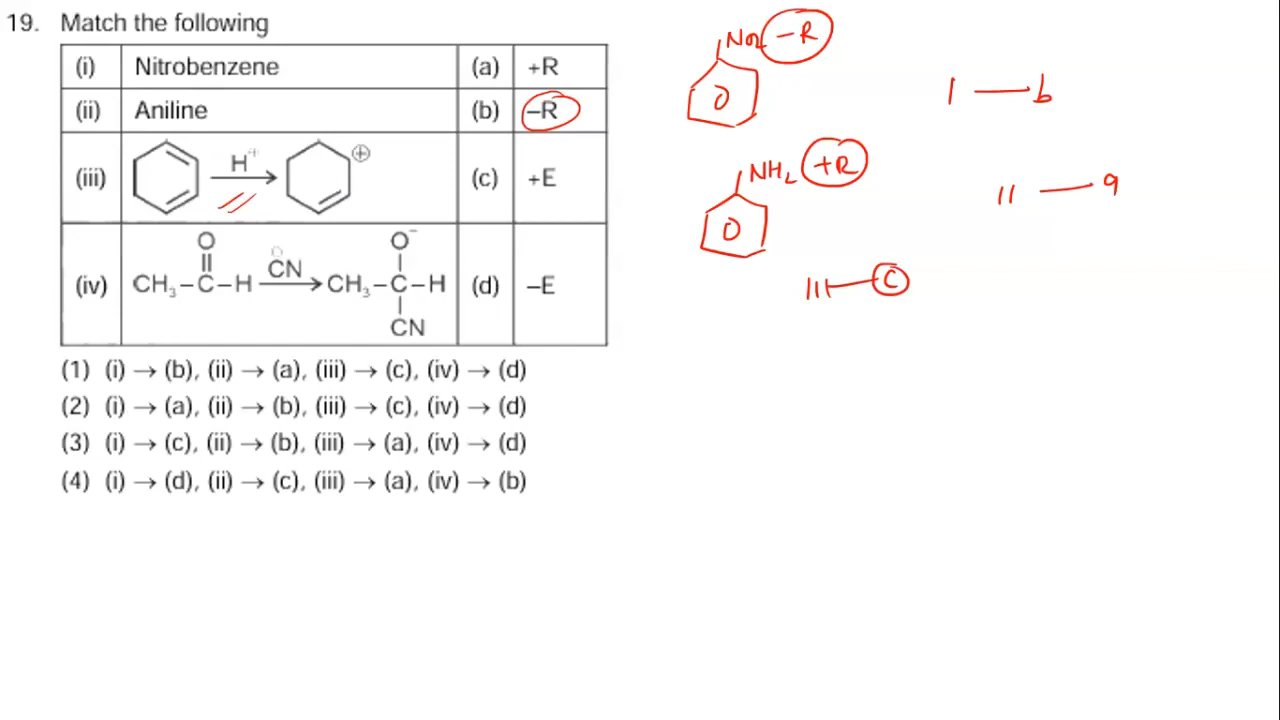 19. Match the following
(i) Nitrobenzene (a) +R
(ii) Aniline (b) –R
(iii) H+ (c) +E
(iv) CH3–C–H CN CH3–C–H (d) –E
O
O–
CN
(1) (i) → (b), (ii) → (a), (iii) → (c), (iv) → (d)
(2) (i) → (a), (ii) → (b), (iii) → (c), (iv) → (d)
(3) (i) → (c), (ii) → (b), (iii) → (a), (iv) → (d)
(4) (i) → (d), (ii) → (c), (iii) → (a), (iv) → (b)
NO2 –R
I — b
NH2 +R
II — a
III — C